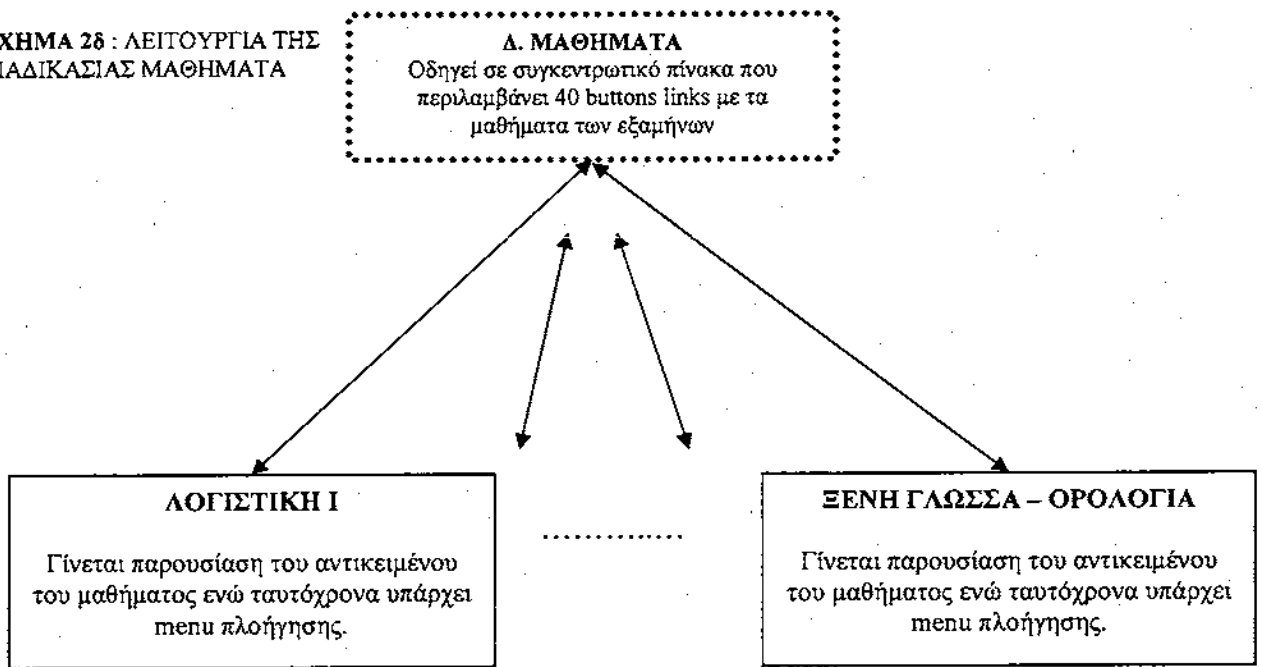 ΧΗΜΑ 2δ : ΛΕΙΤΟΥΡΓΙΑ ΤΗΣ
ΙΑΔΙΚΑΣΙΑΣ ΜΑΘΗΜΑΤΑ
Δ. ΜΑΘΗΜΑΤΑ
Οδηγεί σε συγκεντρωτικό πίνακα που
περιλαμβάνει 40 buttons links με τα
μαθήματα των εξαμήνων
ΛΟΓΙΣΤΙΚΗ Ι
Γίνεται παρουσίαση του αντικειμένου
του μαθήματος ενώ ταυτόχρονα υπάρχει
menu πλοήγησης.
.............
ΞΕΝΗ ΓΛΩΣΣΑ – ΟΡΟΛΟΓΙΑ
Γίνεται παρουσίαση του αντικειμένου
του μαθήματος ενώ ταυτόχρονα υπάρχει
menu πλοήγησης.